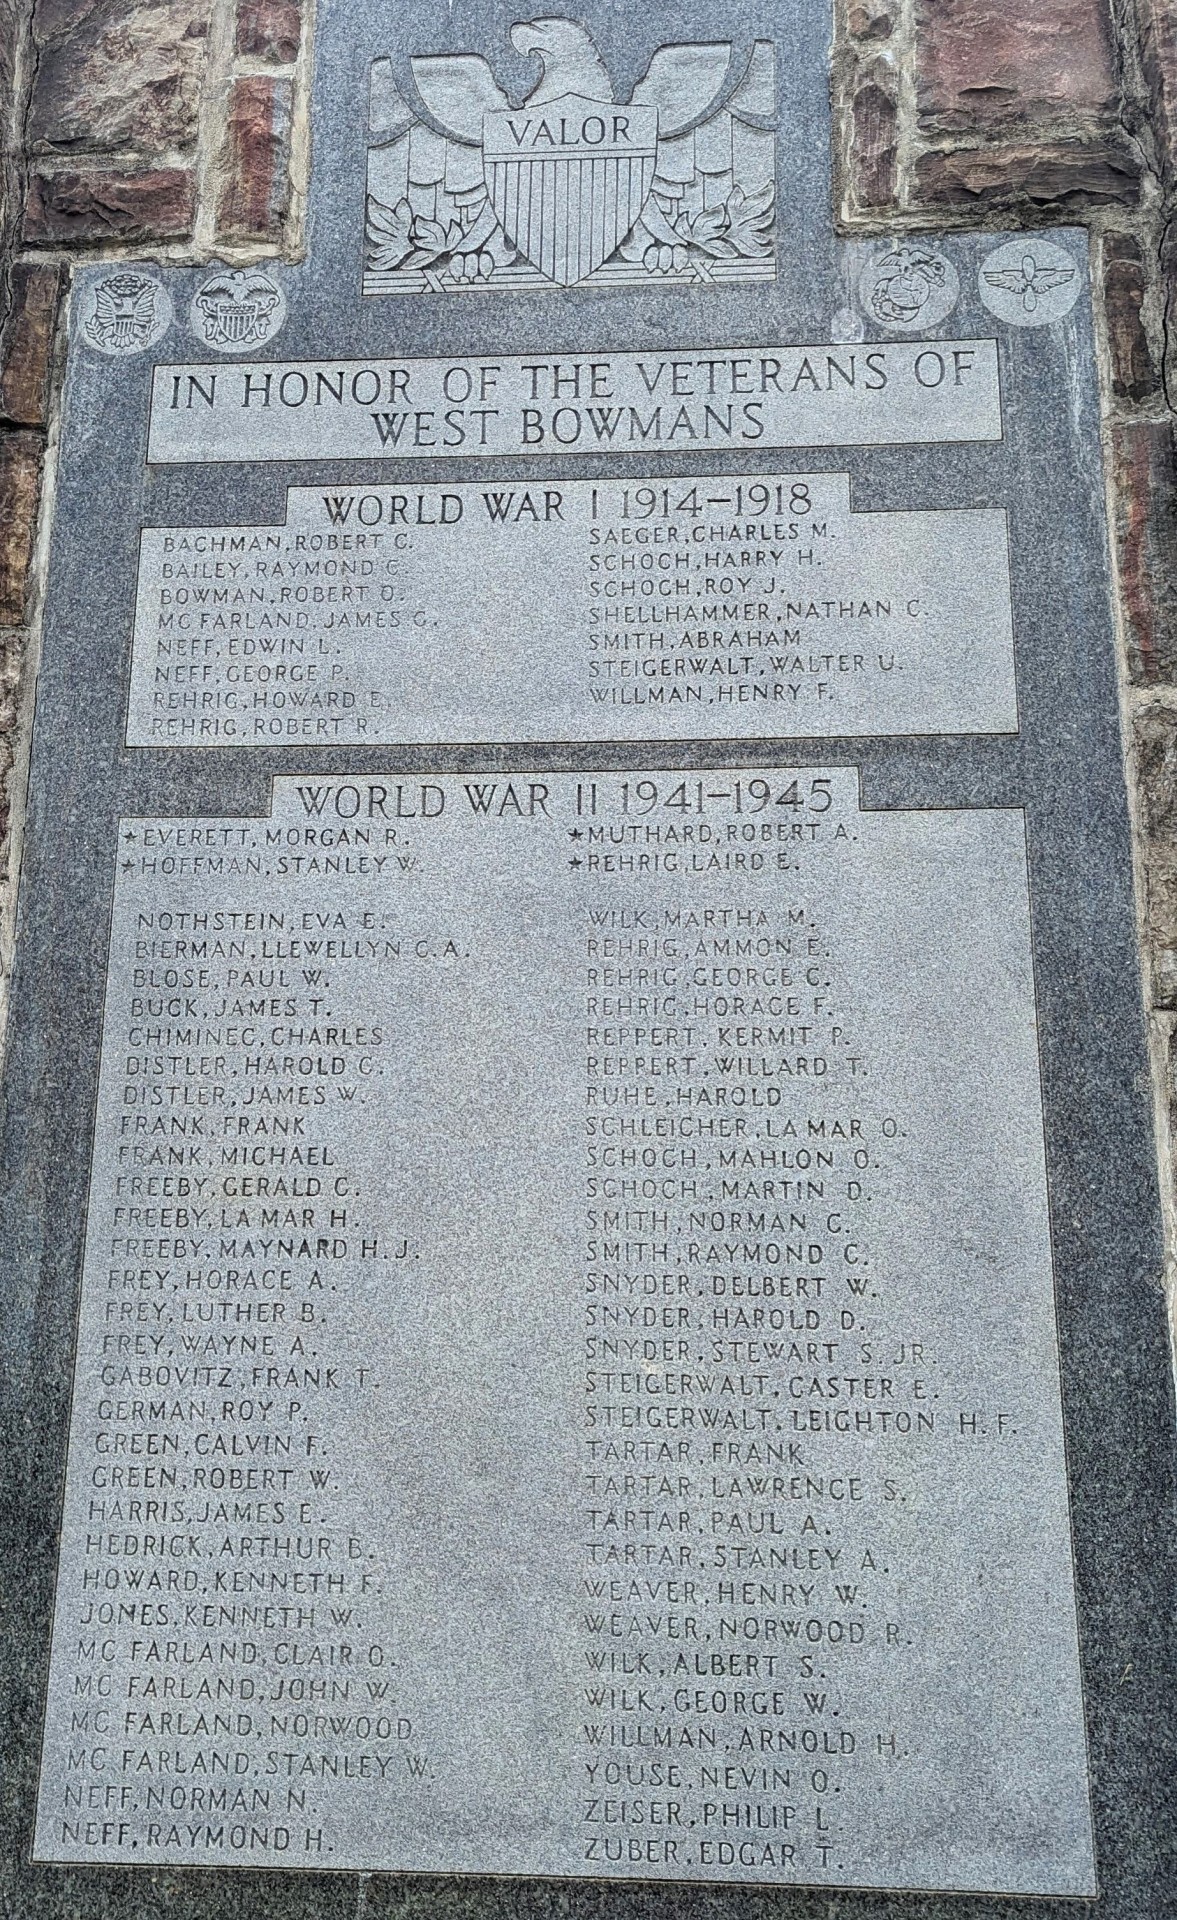 VALOR
IN HONOR OF THE VETERANS OF
WEST BOWMANS
WORLD WAR I 1914–1918
BACHMAN, ROBERT C.
BAILEY, RAYMOND C.
BOWMAN, ROBERT O.
MC FARLAND, JAMES G.
NEFF, EDWIN L.
NEFF, GEORGE P.
REHRIG, HOWARD E.
REHRIG, ROBERT R.
SAEGER, CHARLES M.
SCHOCH, HARRY H.
SCHOCH, ROY J.
SHELLHAMMER, NATHAN C.
SMITH, ABRAHAM
STEIGERWALT, WALTER U.
WILLMAN, HENRY F.
WORLD WAR II 1941–1945
★EVERETT, MORGAN R.
★HOFFMAN, STANLEY W.
★MUTHARD, ROBERT A.
★REHRIG, LAIRD E.
NOTHSTEIN, EVA E.
BIERMAN, LLEWELLYN C. A.
BLOSE, PAUL W.
BUCK, JAMES T.
CHIMINEC, CHARLES
DISTLER, HAROLD C.
DISTLER, JAMES W.
FRANK, FRANK
FRANK, MICHAEL
FREEBY, GERALD C.
FREEBY, LA MAR H.
FREEBY, MAYNARD H. J.
FREY, HORACE A.
FREY, LUTHER B.
FREY, WAYNE A.
GABOVITZ, FRANK T.
GERMAN, ROY P.
GREEN, CALVIN F.
GREEN, ROBERT W.
HARRIS, JAMES E.
HEDRICK, ARTHUR B.
HOWARD, KENNETH F.
JONES, KENNETH W.
MC FARLAND, CLAIR O.
MC FARLAND, JOHN W.
MC FARLAND, NORWOOD
MC FARLAND, STANLEY W.
NEFF, NORMAN N.
NEFF, RAYMOND H.
WILK, MARTHA M.
REHRIG, AMMON E.
REHRIG, GEORGE C.
REHRIG, HORACE F.
REPPERT, KERMIT P.
REPPERT, WILLARD T.
RUHE, HAROLD
SCHLEICHER, LA MAR O.
SCHOCH, MAHLON O.
SCHOCH, MARTIN D.
SMITH, NORMAN C.
SMITH, RAYMOND C.
SNYDER, DELBERT W.
SNYDER, HAROLD D.
SNYDER, STEWART S. JR.
STEIGERWALT, CASTER E.
STEIGERWALT, LEIGHTON H. F.
TARTAR, FRANK
TARTAR, LAWRENCE S.
TARTAR, PAUL A.
TARTAR, STANLEY A.
WEAVER, HENRY W.
WEAVER, NORWOOD R.
WILK, ALBERT S.
WILK, GEORGE W.
WILLMAN, ARNOLD H.
YOUSE, NEVIN O.
ZEISER, PHILIP L.
ZUBER, EDGAR T.